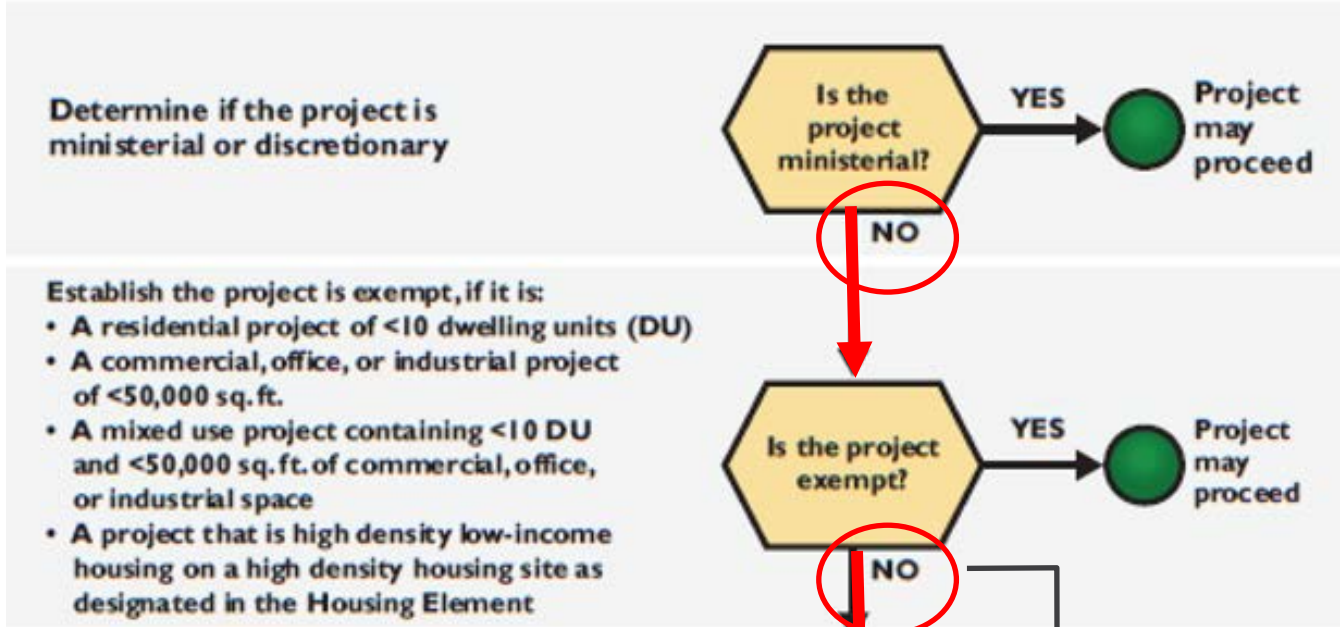 Determine if the project is
ministerial or discretionary
Is the
project
ministerial?
YES
Project
may
proceed
NO
Establish the project is exempt, if it is:
• A residential project of <10 dwelling units (DU)
• A commercial, office, or industrial project
of <50,000 sq. ft.
• A mixed use project containing <10 DU
and <50,000 sq. ft. of commercial, office,
or industrial space
• A project that is high density low-income
housing on a high density housing site as
designated in the Housing Element
Is the project
exempt?
YES
Project
may
proceed
NO